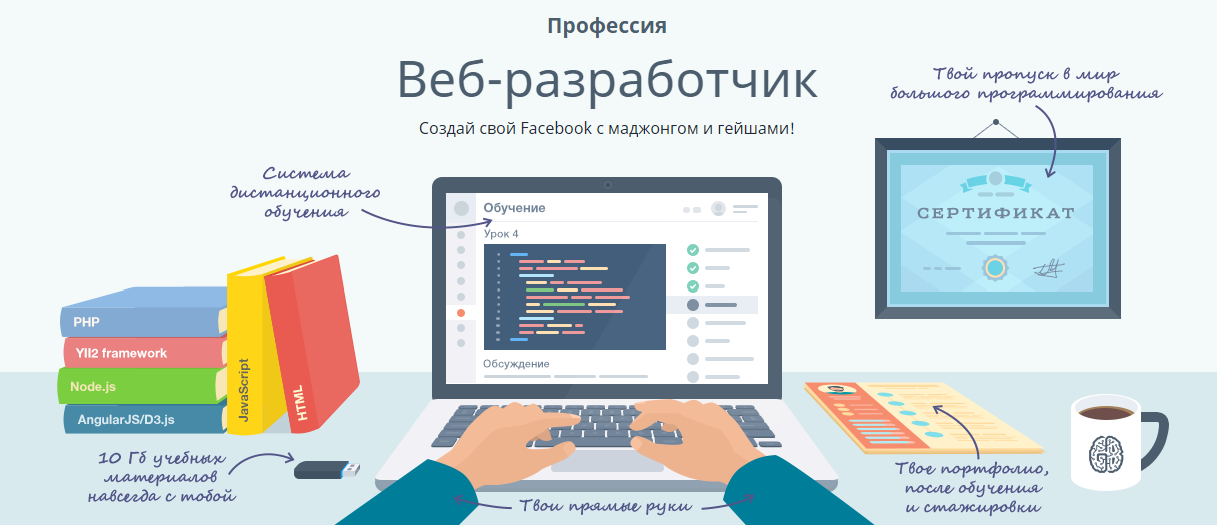 Профессия
Веб-разработчик
Создай свой Facebook с маджонгом и гейшами!
Твой пропуск в мир
большого программирования
Система
дистанционного
обучения
Обучение
Урок 4
Обсуждение
СЕРТИФИКАТ
PHP
YII2 framework
Node.js
AngularJS/D3.js
JavaScript
HTML
10 Гб учебных
материалов
навсегда с тобой
Твои прямые руки
Твое портфолио,
после обучения
и стажировки